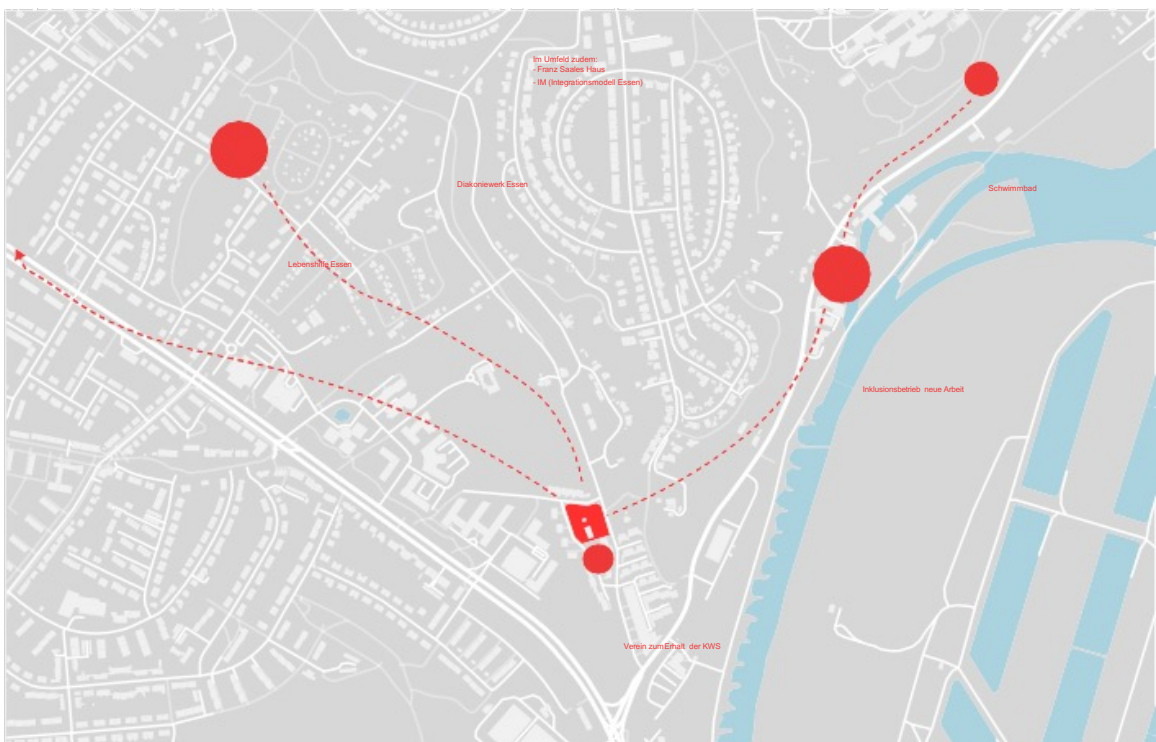 Im Umfeld zudem:
- Franz Saales Haus
- IM (Integrationsmodell Essen)
Diakoniewerk Essen
Schwimmbad
Lebenshilfe Essen
Inklusionsbetrieb neue Arbeit
Verein zum Erhalt der KWS